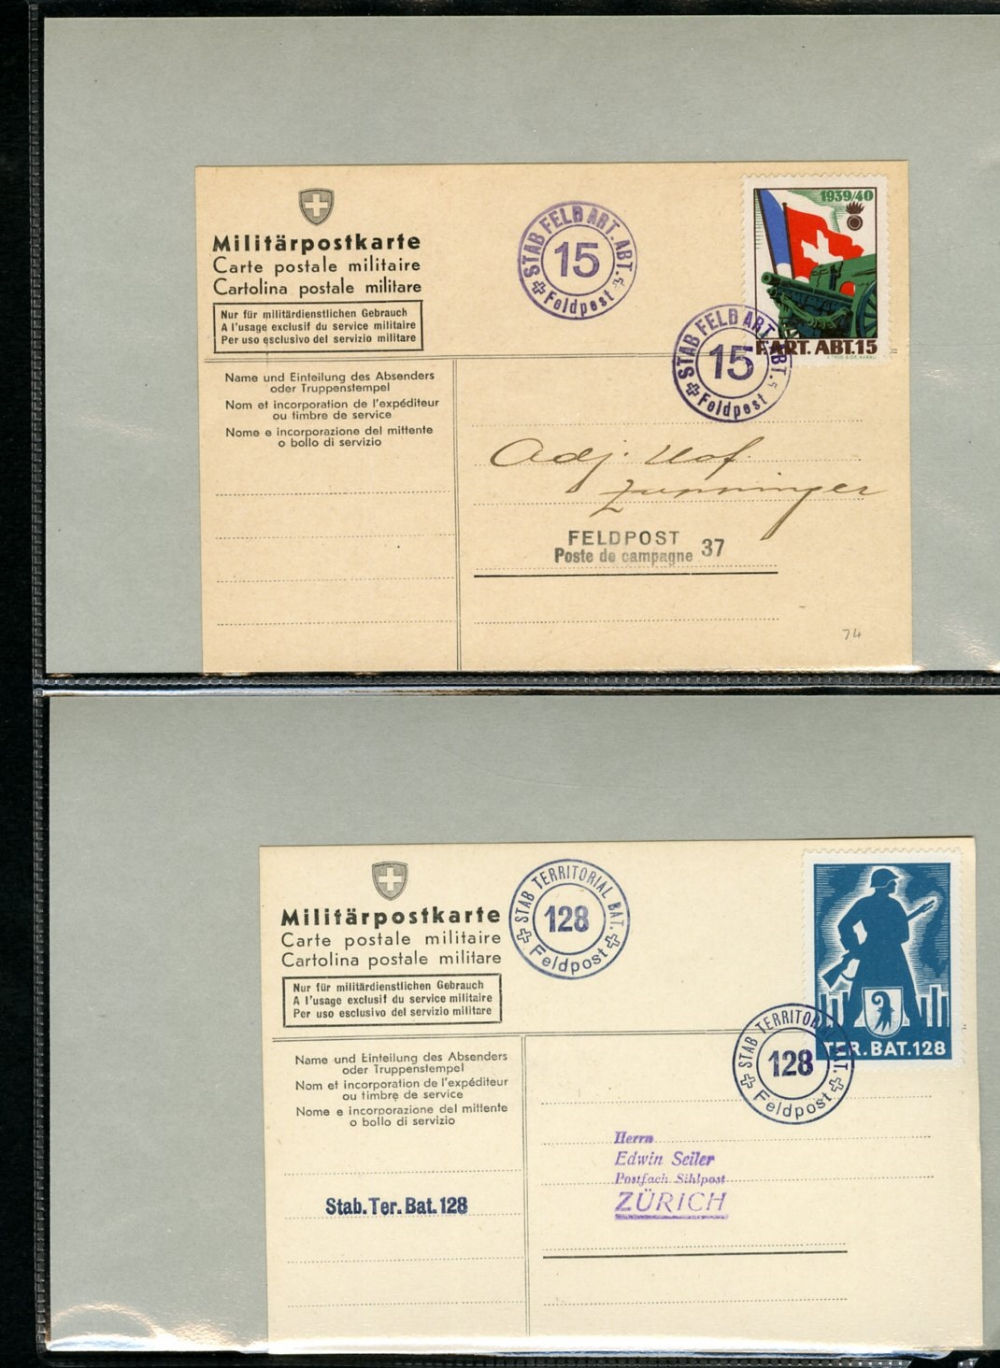 Militärpostkarte
Carte postale militaire
Cartolina postale militare
Nur für militärdienstlichen Gebrauch
A l'usage exclusif du service militaire
Per uso esclusivo del servizio militare
STAB FELD ART. ABT.
15
Feldpost
1939/40
F.ART. ABT.15
STAB FELD ART. ABT.
15
Feldpost
Name und Einteilung des Absenders
oder Truppenstempel
Nom et incorporation de l'expéditeur
ou timbre de service
Nome e incorporazione del mittente
o bollo di servizio
Adj. Uof.
FELDPOST
Poste de campagne 37
74
Militärpostkarte
Carte postale militaire
Cartolina postale militare
Nur für militärdienstlichen Gebrauch
A l'usage exclusif du service militaire
Per uso esclusivo del servizio militare
STAB TERRITORIAL BAT.
128
Feldpost
TER. BAT. 128
STAB TERRITORIAL BAT.
128
Feldpost
Name und Einteilung des Absenders
oder Truppenstempel
Nom et incorporation de l'expéditeur
ou timbre de service
Nome e incorporazione del mittente
o bollo di servizio
Stab. Ter. Bat. 128
Herrn
Edwin Seiler
Postfach Sihlpost
ZÜRICH